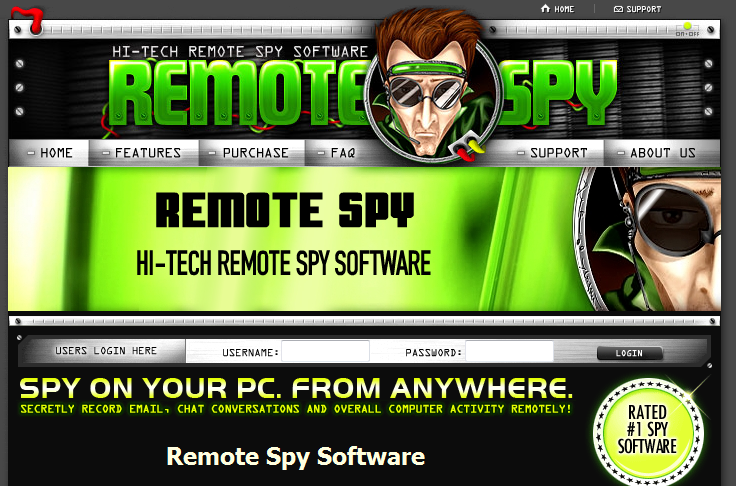 HOME | SUPPORT
ON • OFF
HI-TECH REMOTE SPY SOFTWARE
REMOTE SPY
– HOME – FEATURES – PURCHASE – FAQ – SUPPORT – ABOUT US
REMOTE SPY
HI-TECH REMOTE SPY SOFTWARE
USERS LOGIN HERE USERNAME: PASSWORD: LOGIN
SPY ON YOUR PC. FROM ANYWHERE.
SECRETLY RECORD EMAIL, CHAT CONVERSATIONS AND OVERALL COMPUTER ACTIVITY REMOTELY!
RATED
#1 SPY
SOFTWARE
Remote Spy Software